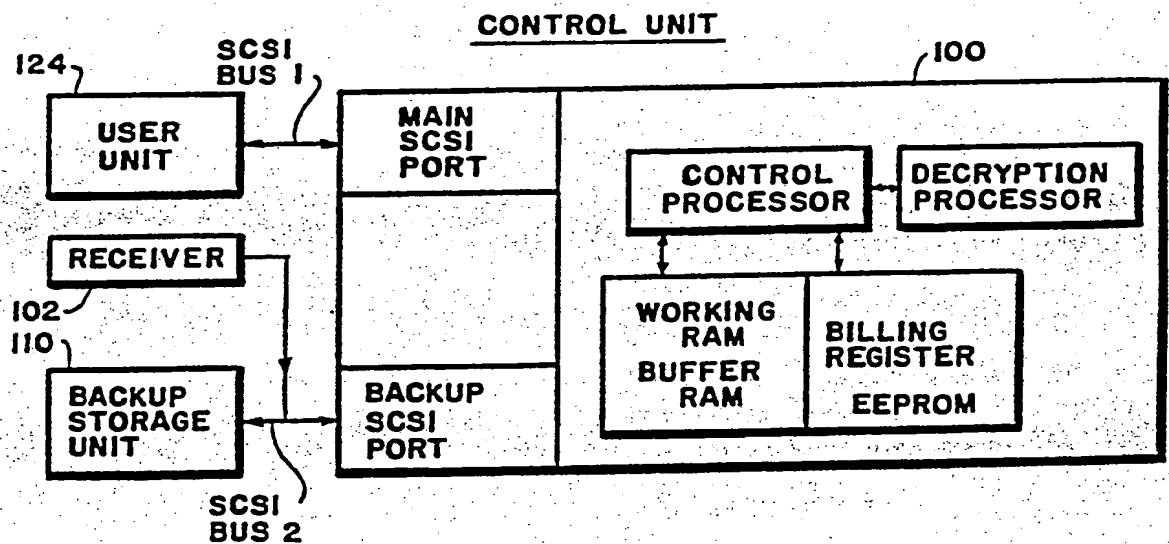 CONTROL UNIT
124
SCSI
BUS 1
100
USER
UNIT
MAIN
SCSI
PORT
CONTROL
PROCESSOR
DECRYPTION
PROCESSOR
RECEIVER
102
110
WORKING
RAM
BUFFER
RAM
BILLING
REGISTER
EEPROM
BACKUP
STORAGE
UNIT
BACKUP
SCSI
PORT
SCSI
BUS 2